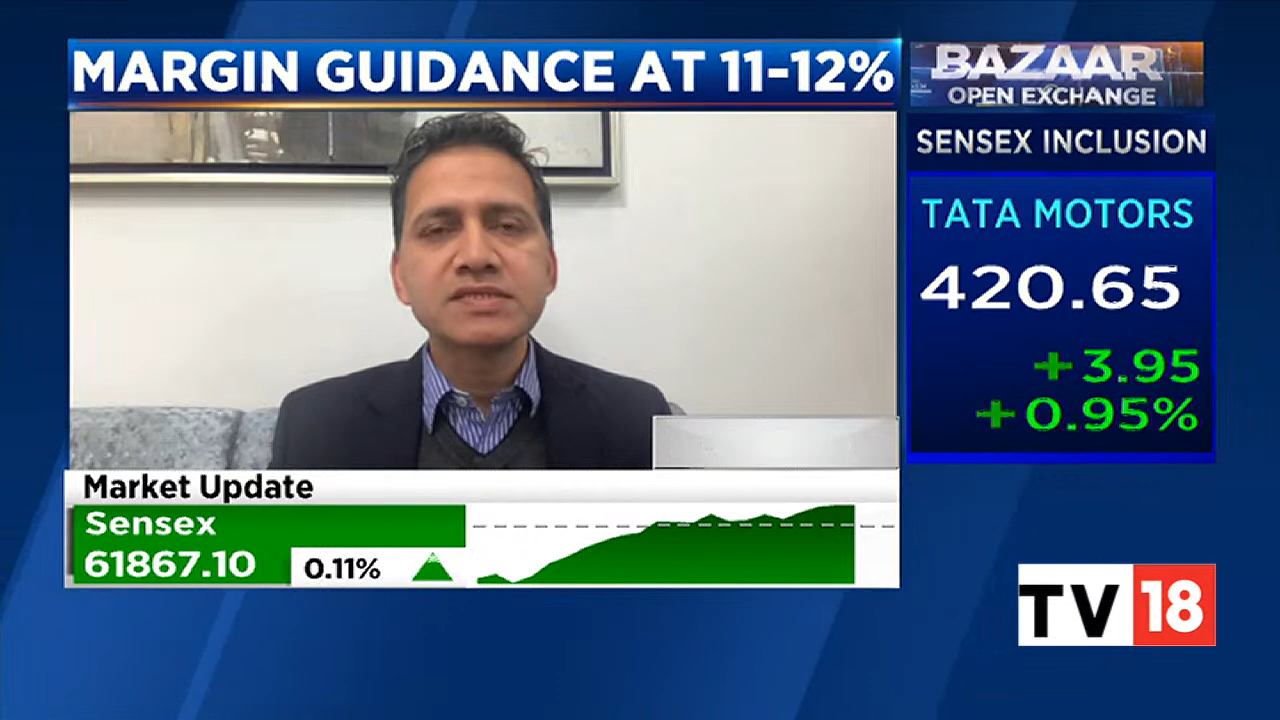 MARGIN GUIDANCE AT 11-12%
BAZAAR
OPEN EXCHANGE
SENSEX INCLUSION
TATA MOTORS
420.65
+3.95
+0.95%
Market Update
Sensex
61867.10
0.11%
TV18